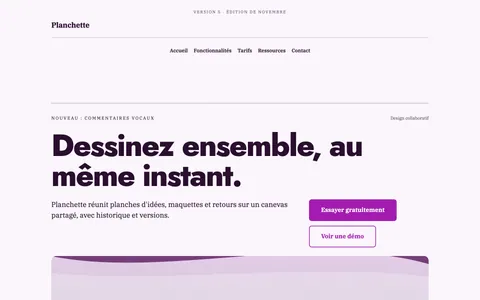 VERSION 5 · ÉDITION DE NOVEMBRE
Planchette
Accueil Fonctionnalités Tarifs Ressources Contact
NOUVEAU : COMMENTAIRES VOCAUX
Design collaboratif
Dessinez ensemble, au
même instant.
Planchette réunit planches d'idées, maquettes et retours sur un canevas
partagé, avec historique et versions.
Essayer gratuitement
Voir une démo